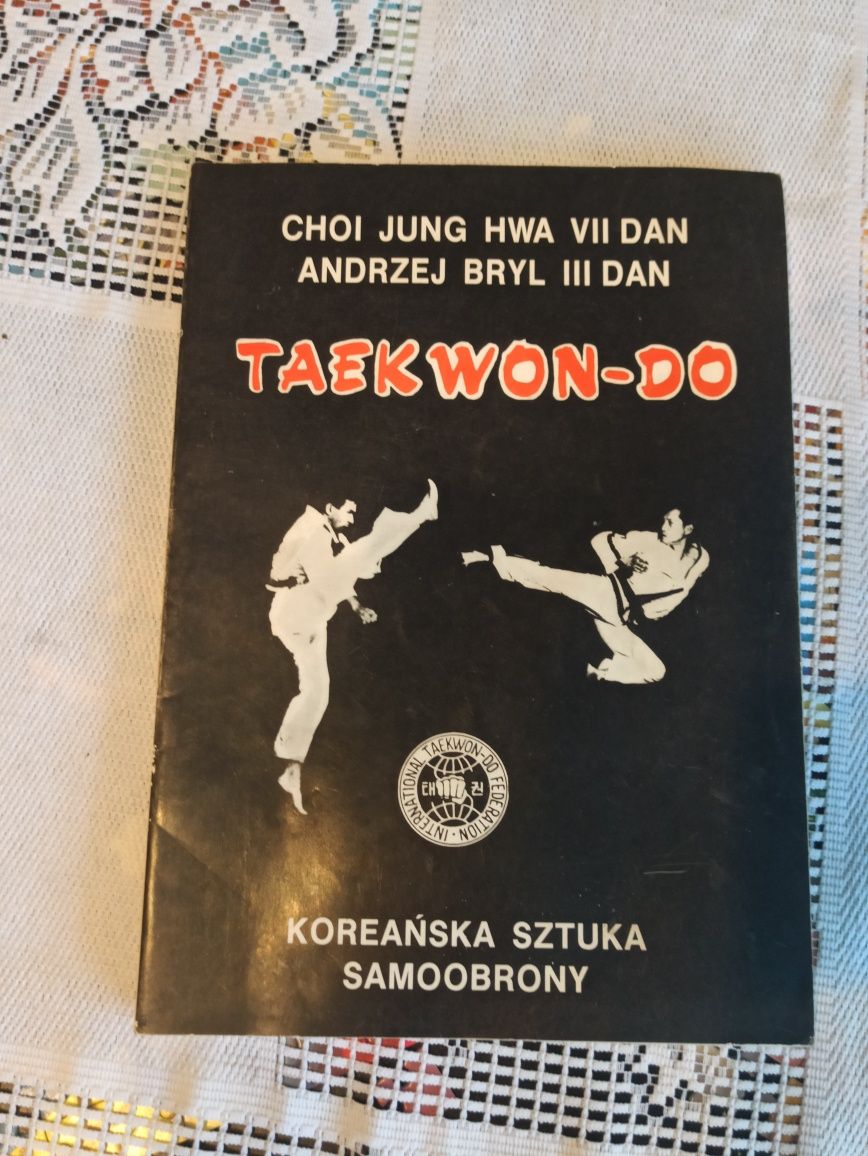 CHOI JUNG HWA VII DAN
ANDRZEJ BRYL III DAN
TAEKWON-DO
INTERNATIONAL TAEKWON-DO FEDERATION
태 권
KOREAŃSKA SZTUKA
SAMOOBRONY